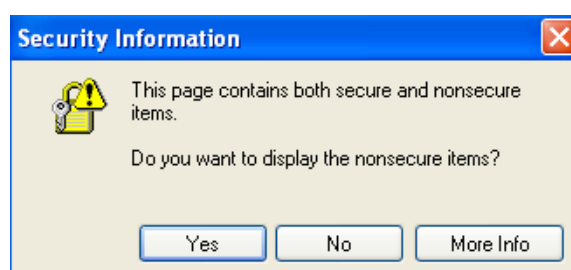 Security Information
This page contains both secure and nonsecure
items.
Do you want to display the nonsecure items?
Yes
No
More Info